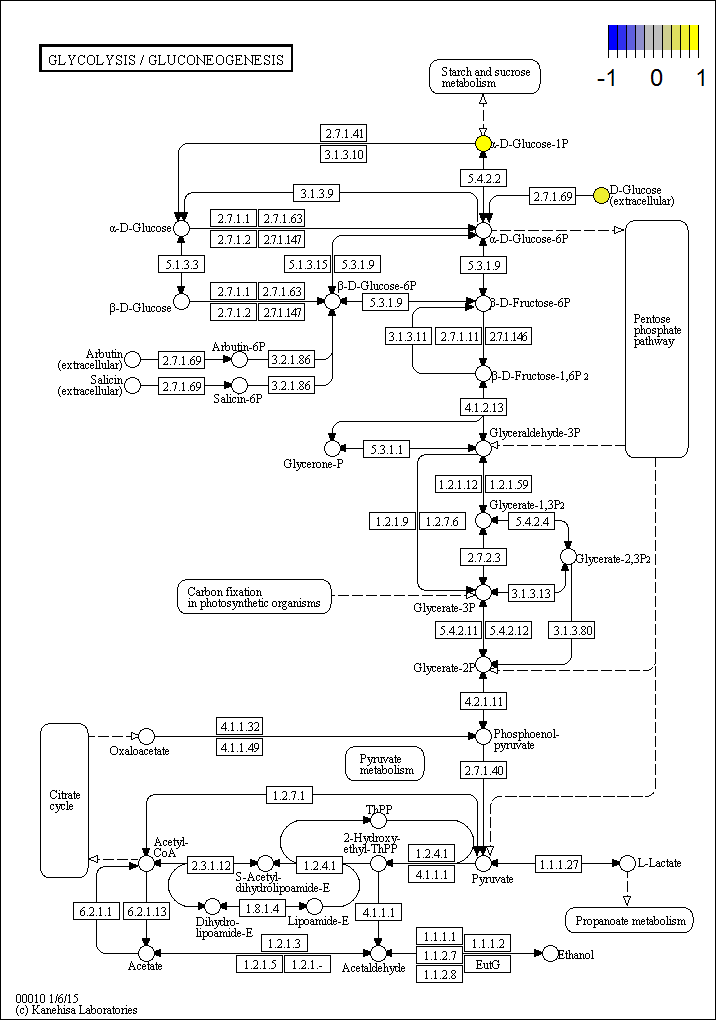 GLYCOLYSIS / GLUCONEOGENESIS
-1 0 1
Starch and sucrose
metabolism
2.7.1.41
3.1.3.10
α-D-Glucose-1P
5.4.2.2
3.1.3.9
2.7.1.69
D-Glucose
(extracellular)
α-D-Glucose
2.7.1.1
2.7.1.63
2.7.1.2
2.7.1.147
α-D-Glucose-6P
5.1.3.3
5.1.3.15
5.3.1.9
5.3.1.9
β-D-Glucose
2.7.1.1
2.7.1.63
2.7.1.2
2.7.1.147
β-D-Glucose-6P
5.3.1.9
β-D-Fructose-6P
Pentose
phosphate
pathway
3.1.3.11
2.7.1.11
2.7.1.146
Arbutin
(extracellular)
2.7.1.69
Arbutin-6P
3.2.1.86
Salicin
(extracellular)
2.7.1.69
Salicin-6P
3.2.1.86
β-D-Fructose-1,6P2
4.1.2.13
Glyceraldehyde-3P
Glycerone-P
5.3.1.1
1.2.1.12
1.2.1.59
Glycerate-1,3P2
1.2.1.9
1.2.7.6
5.4.2.4
2.7.2.3
Glycerate-2,3P2
Carbon fixation
in photosynthetic organisms
3.1.3.13
Glycerate-3P
5.4.2.11
5.4.2.12
3.1.3.80
Glycerate-2P
4.2.1.11
4.1.1.32
4.1.1.49
Oxaloacetate
Phosphoenol-
pyruvate
Pyruvate
metabolism
2.7.1.40
Citrate
cycle
1.2.7.1
ThPP
2-Hydroxy-
ethyl-ThPP
Acetyl-
CoA
2.3.1.12
S-Acetyl-
dihydrolipoamide-E
1.2.4.1
1.2.4.1
4.1.1.1
Pyruvate
1.1.1.27
L-Lactate
6.2.1.1
6.2.1.13
Dihydro-
lipoamide-E
1.8.1.4
Lipoamide-E
4.1.1.1
Propanoate metabolism
Acetate
1.2.1.3
1.2.1.5
1.2.1.-
Acetaldehyde
1.1.1.1
1.1.1.2
1.1.2.7
EutG
1.1.2.8
Ethanol
00010 1/6/15
(c) Kanehisa Laboratories